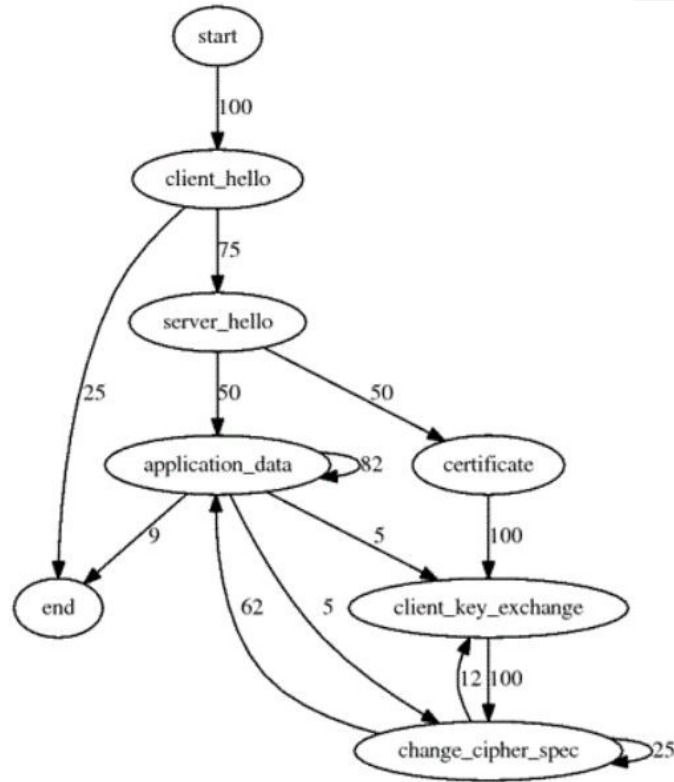 start
100
client_hello
75
server_hello
25
50
50
application_data
82
certificate
9
5
100
end
62
5
client_key_exchange
12
100
change_cipher_spec
25